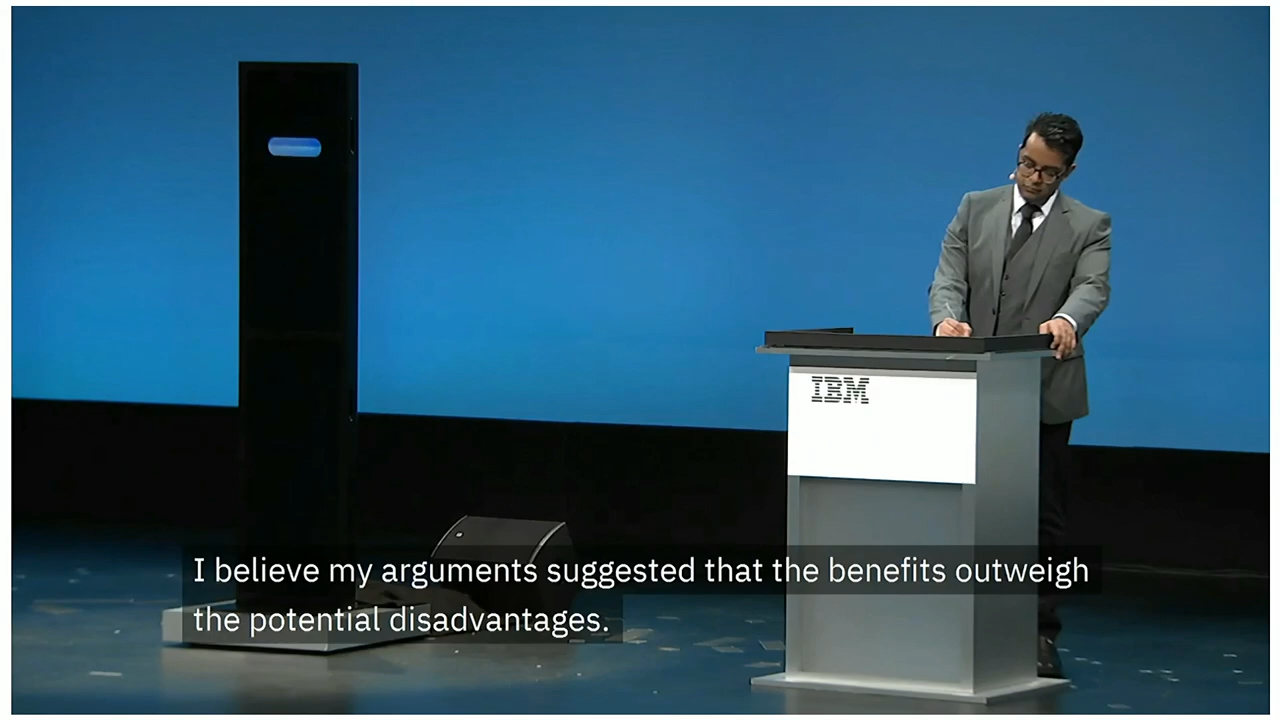 IBM
I believe my arguments suggested that the benefits outweigh
the potential disadvantages.